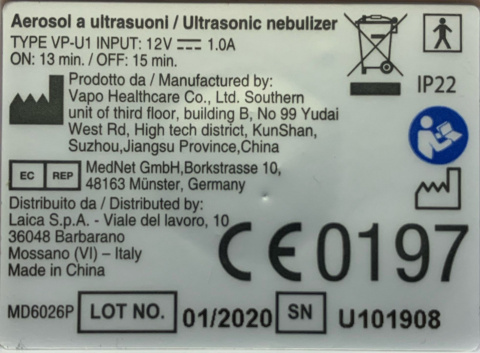 Aerosol a ultrasuoni / Ultrasonic nebulizer
TYPE VP-U1 INPUT: 12V 1.0A
ON: 13 min. / OFF: 15 min.
IP22
Prodotto da / Manufactured by:
Vapo Healthcare Co., Ltd. Southern
unit of third floor, building B, No 99 Yudai
West Rd, High tech district, KunShan,
Suzhou,Jiangsu Province,China
EC REP MedNet GmbH,Borkstrasse 10,
48163 Münster, Germany
Distribuito da / Distributed by:
Laica S.p.A. - Viale del lavoro, 10
36048 Barbarano
Mossano (VI) – Italy
Made in China
CE 0197
MD6026P LOT NO. 01/2020 SN U101908